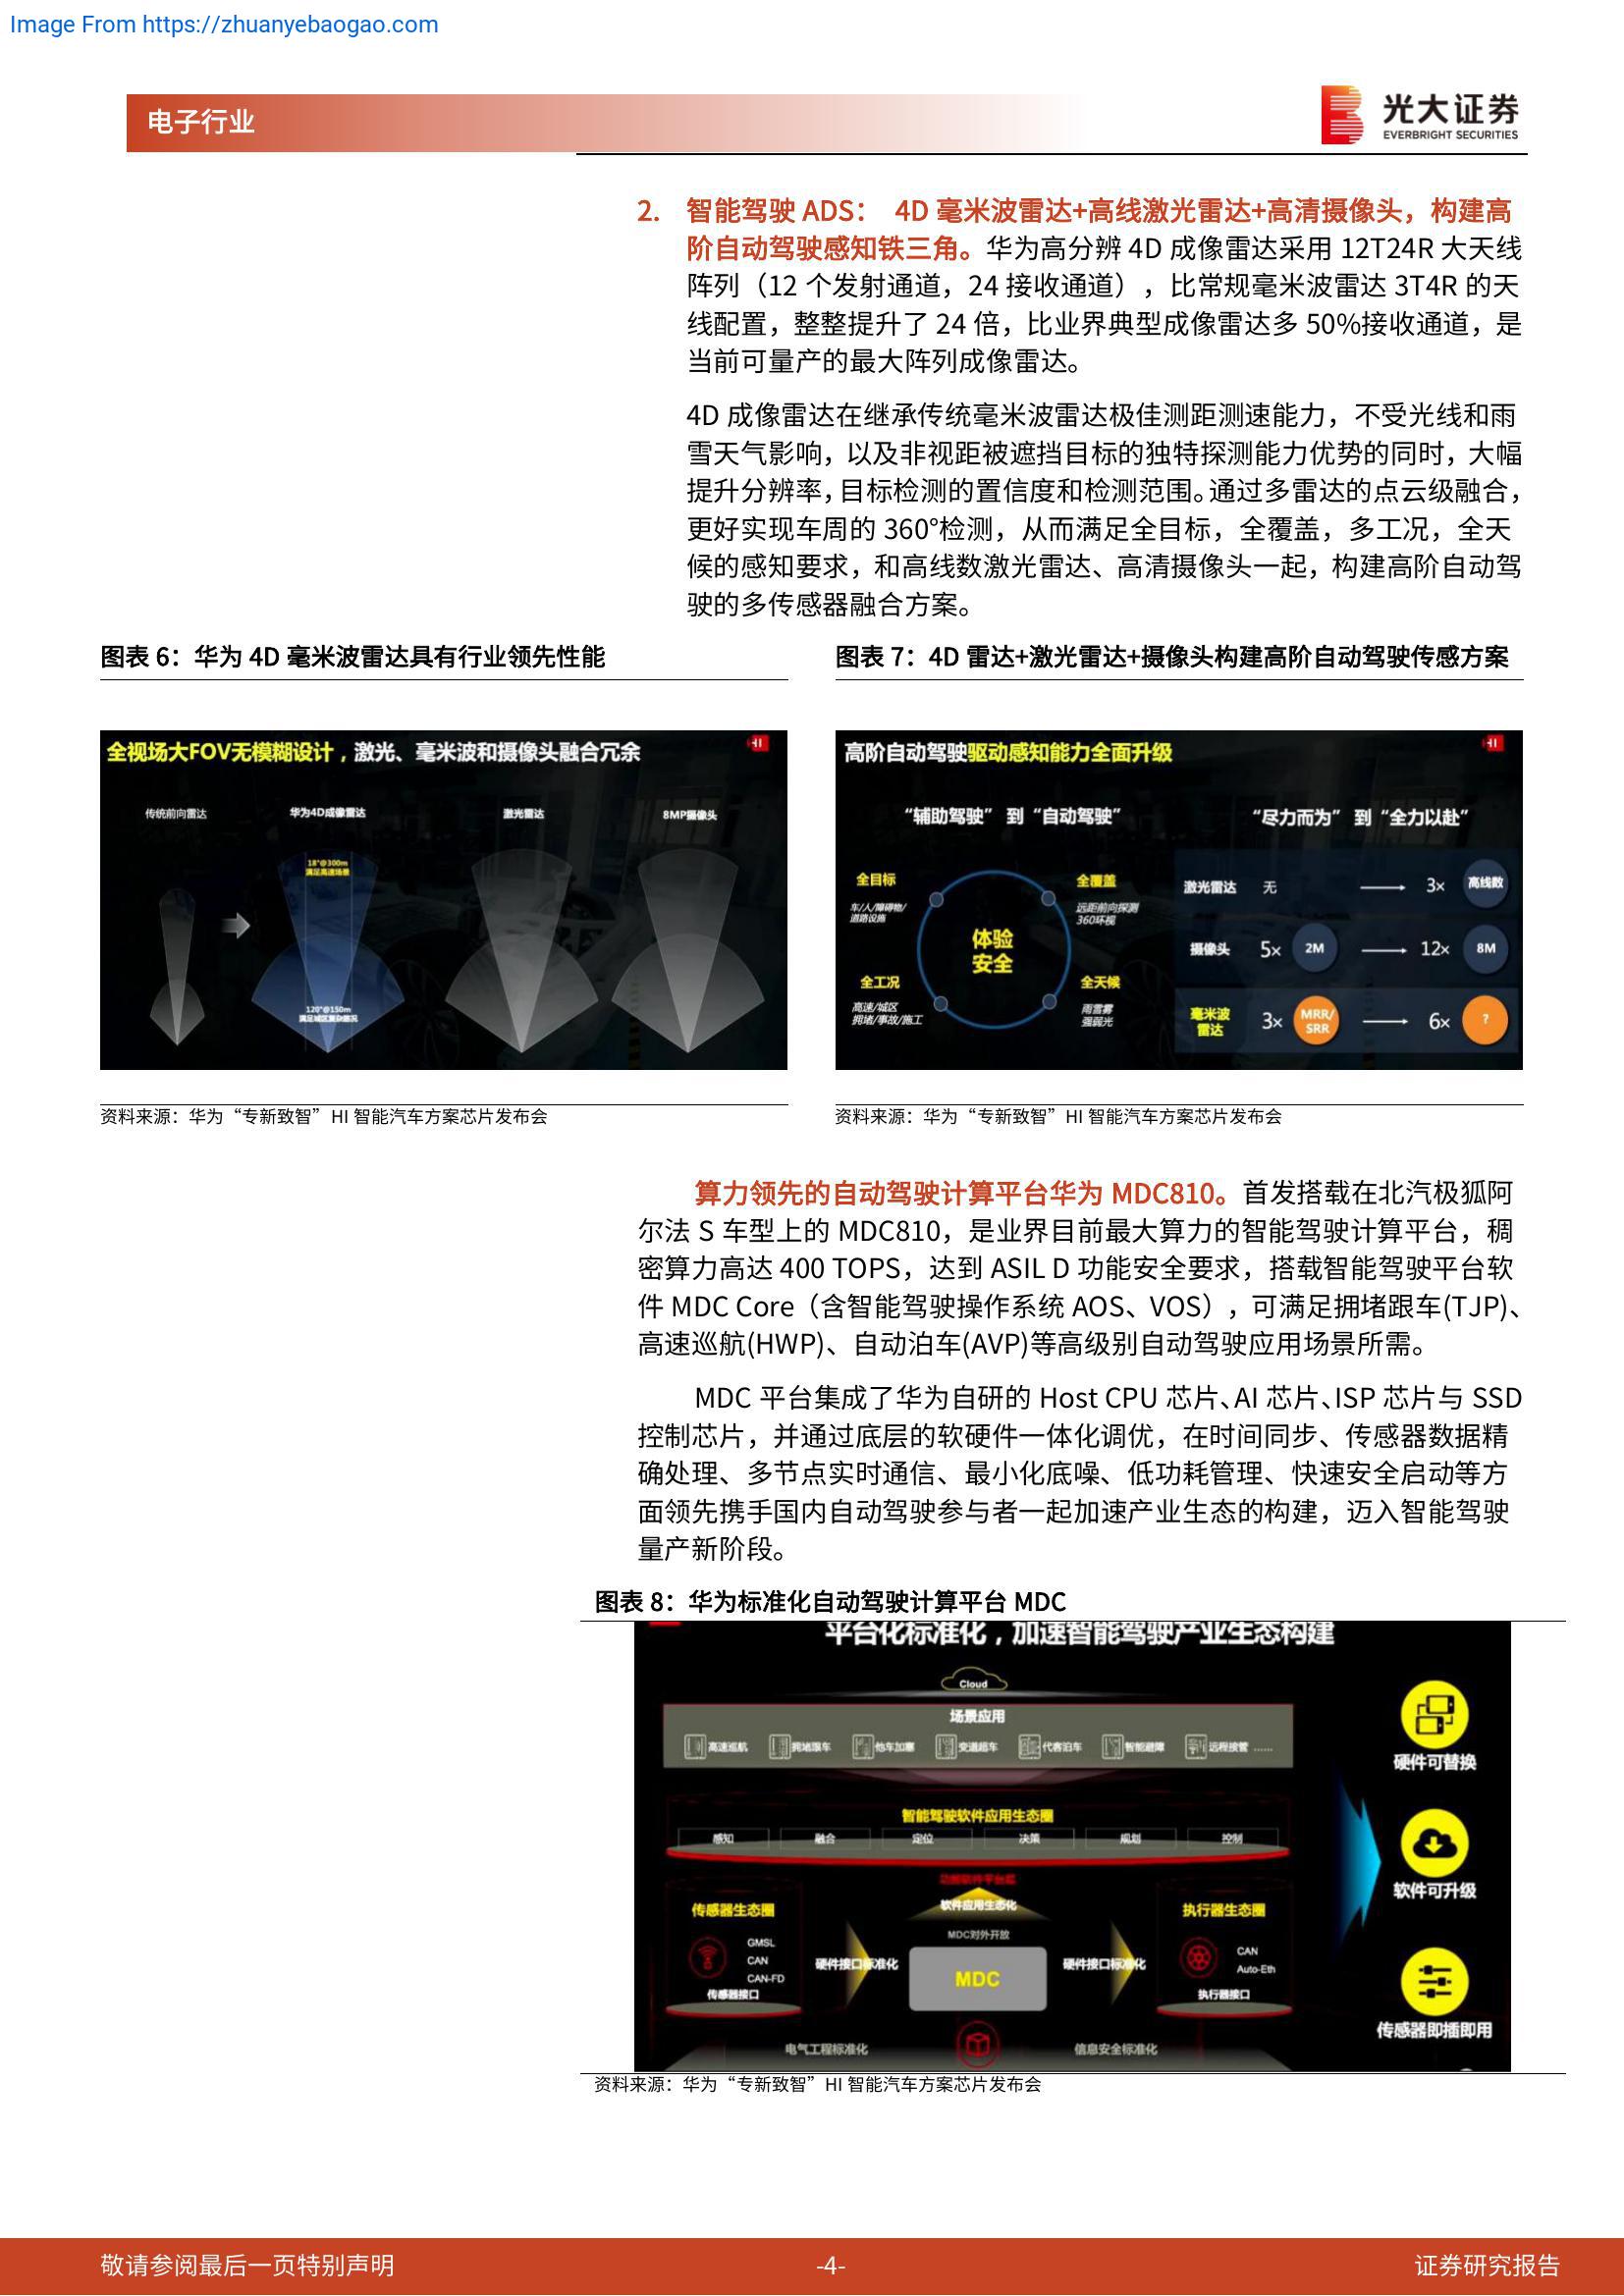 Image From https://zhuanyebaogao.com
电子行业
光大证券
EVERBRIGHT SECURITIES
2. 智能驾驶 ADS： 4D 毫米波雷达+高线激光雷达+高清摄像头，构建高
阶自动驾驶感知铁三角。华为高分辨 4D 成像雷达采用 12T24R 大天线
阵列（12 个发射通道，24 接收通道），比常规毫米波雷达 3T4R 的天
线配置，整整提升了 24 倍，比业界典型成像雷达多 50%接收通道，是
当前可量产的最大阵列成像雷达。
4D 成像雷达在继承传统毫米波雷达极佳测距测速能力，不受光线和雨
雪天气影响，以及非视距被遮挡目标的独特探测能力优势的同时，大幅
提升分辨率，目标检测的置信度和检测范围。通过多雷达的点云级融合，
更好实现车周的 360°检测，从而满足全目标，全覆盖，多工况，全天
候的感知要求，和高线数激光雷达、高清摄像头一起，构建高阶自动驾
驶的多传感器融合方案。
图表 6：华为 4D 毫米波雷达具有行业领先性能
全视场大FOV无模糊设计，激光、毫米波和摄像头融合冗余
HI
传统前向雷达
华为4D成像雷达
激光雷达
8MP摄像头
18°@300m
满足高速场景
120°@150m
满足城区复杂路况
资料来源：华为“专新致智”HI 智能汽车方案芯片发布会
图表 7：4D 雷达+激光雷达+摄像头构建高阶自动驾驶传感方案
高阶自动驾驶驱动感知能力全面升级
HI
“辅助驾驶” 到 “自动驾驶”
“尽力而为” 到 “全力以赴”
全目标
车/人/障碍物/
道路设施
全覆盖
远距前向探测
360环视
体验
安全
全工况
高速/城区
拥堵/事故/施工
全天候
雨雪雾
强弱光
激光雷达 无 3× 高线数
摄像头 5× 2M 12× 8M
毫米波
雷达
3× MRR/
SRR
6× ?
资料来源：华为“专新致智”HI 智能汽车方案芯片发布会
算力领先的自动驾驶计算平台华为 MDC810。首发搭载在北汽极狐阿
尔法 S 车型上的 MDC810，是业界目前最大算力的智能驾驶计算平台，稠
密算力高达 400 TOPS，达到 ASIL D 功能安全要求，搭载智能驾驶平台软
件 MDC Core（含智能驾驶操作系统 AOS、VOS），可满足拥堵跟车(TJP)、
高速巡航(HWP)、自动泊车(AVP)等高级别自动驾驶应用场景所需。
MDC 平台集成了华为自研的 Host CPU 芯片、AI 芯片、ISP 芯片与 SSD
控制芯片，并通过底层的软硬件一体化调优，在时间同步、传感器数据精
确处理、多节点实时通信、最小化底噪、低功耗管理、快速安全启动等方
面领先携手国内自动驾驶参与者一起加速产业生态的构建，迈入智能驾驶
量产新阶段。
图表 8：华为标准化自动驾驶计算平台 MDC
平台化标准化，加速智能驾驶产业生态构建
Cloud
场景应用
高速巡航 拥堵跟车 他车加塞 变道超车 代客泊车 智能避障 远程接管 ……
智能驾驶软件应用生态圈
感知 融合 定位 决策 规划 控制
软件应用生态化
MDC对外开放
MDC
传感器生态圈
GMSL
CAN
CAN-FD
传感器接口
硬件接口标准化
硬件接口标准化
执行器生态圈
CAN
Auto-Eth
执行器接口
电气工程标准化
信息安全标准化
硬件可替换
软件可升级
传感器即插即用
资料来源：华为“专新致智”HI 智能汽车方案芯片发布会
敬请参阅最后一页特别声明
-4-
证券研究报告